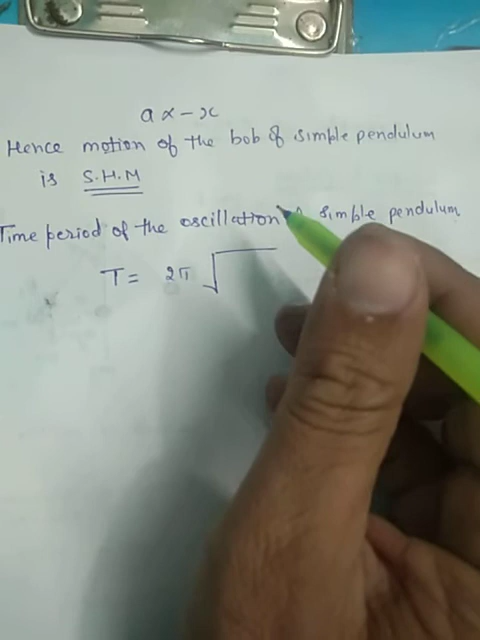 a ∝ - x
Hence motion of the bob of simple pendulum
is S.H.M
Time period of the oscillation simple pendulum
T = 2π √